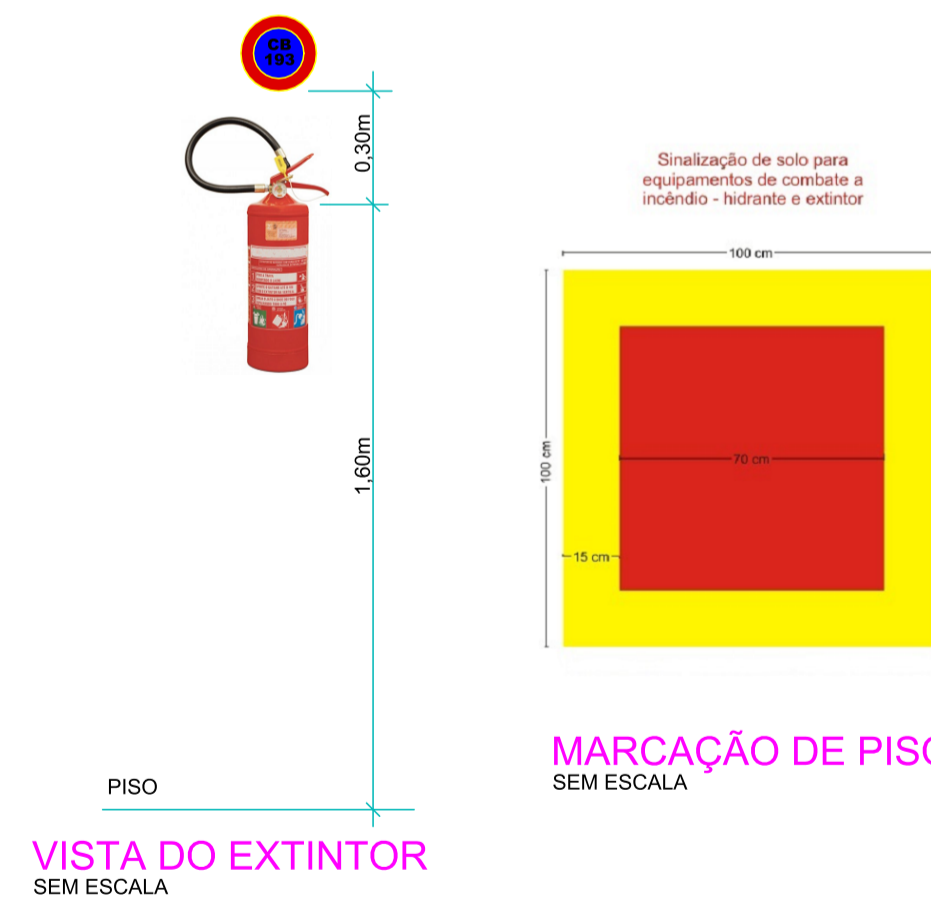 CB
193
0,30m
1,60m
PISO
VISTA DO EXTINTOR
SEM ESCALA
Sinalização de solo para
equipamentos de combate a
incêndio - hidrante e extintor
100 cm
100 cm
70 cm
15 cm
MARCAÇÃO DE PISO
SEM ESCALA